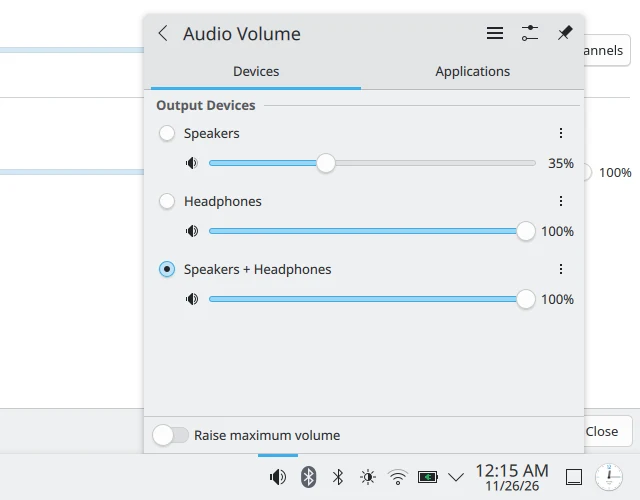 Audio Volume
annels
Devices
Applications
Output Devices
Speakers
35%
100%
Headphones
100%
Speakers + Headphones
100%
Raise maximum volume
Close
12:15 AM
11/26/26